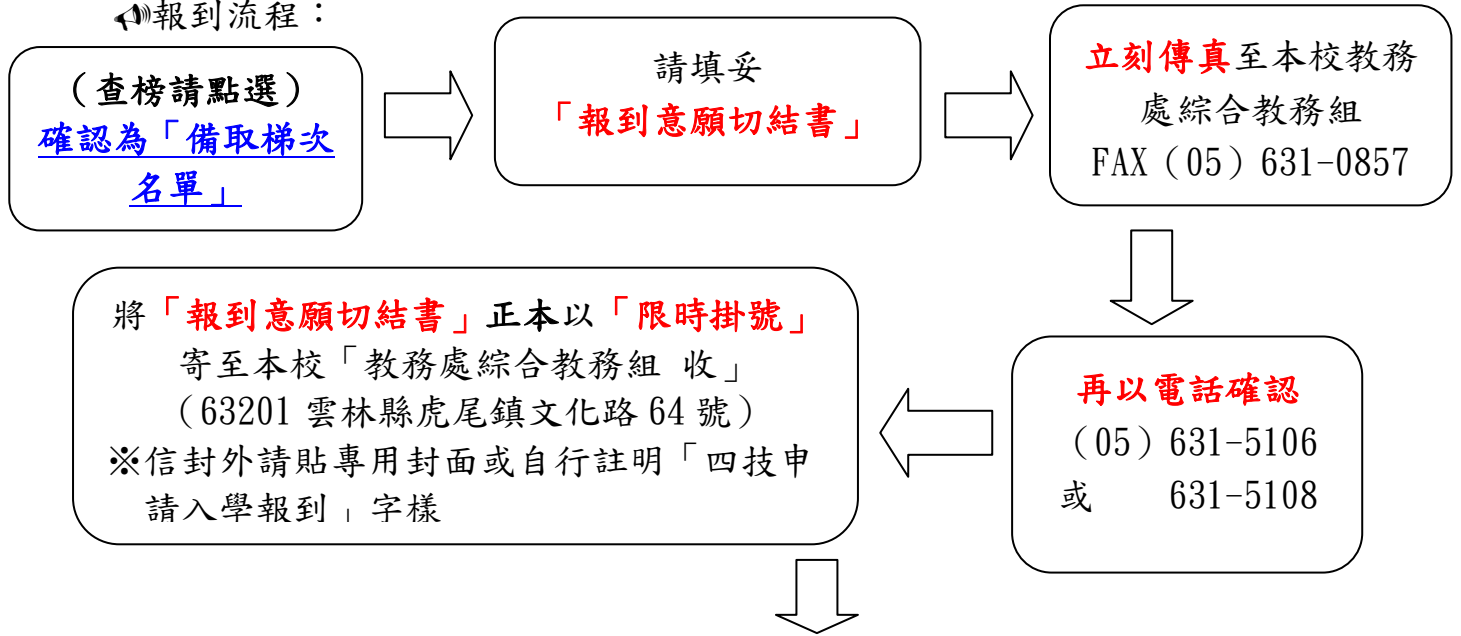 報到流程：
（查榜請點選）
確認為「備取梯次
名單」
請填妥
「報到意願切結書」
立刻傳真至本校教務
處綜合教務組
FAX（05）631-0857
再以電話確認
（05）631-5106
或 631-5108
將「報到意願切結書」正本以「限時掛號」
寄至本校「教務處綜合教務組 收」
（63201 雲林縣虎尾鎮文化路 64 號）
※信封外請貼專用封面或自行註明「四技申
請入學報到」字樣